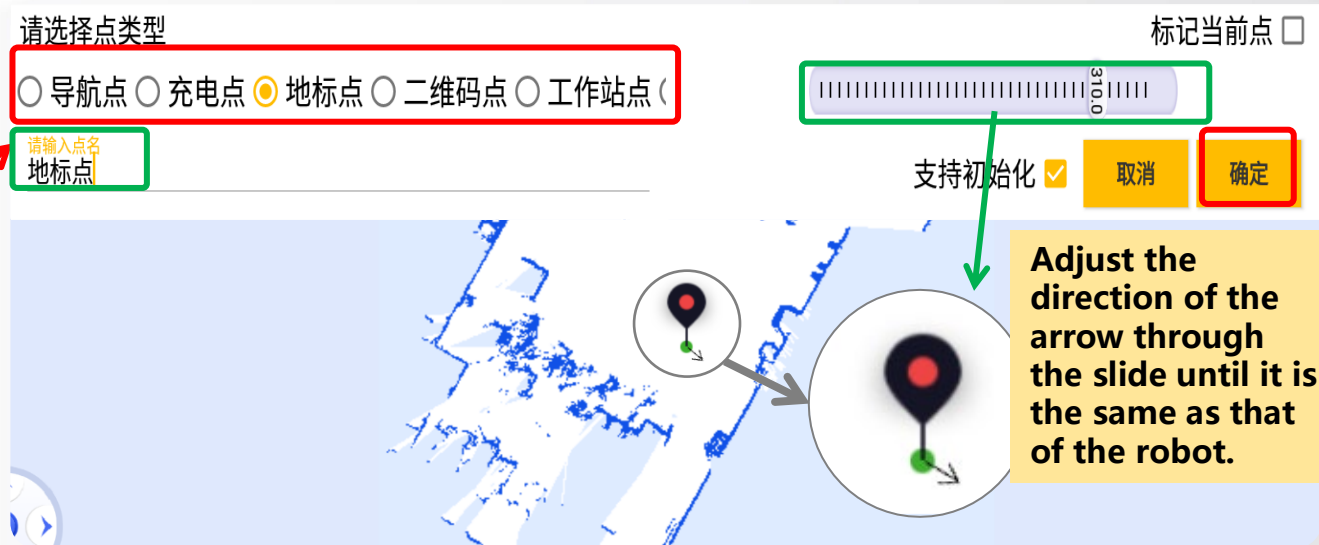 请选择点类型
标记当前点
导航点 充电点 地标点 二维码点 工作站点
310.0
请输入点名
地标点
支持初始化 取消 确定
Adjust the
direction of the
arrow through
the slide until it is
the same as that
of the robot.